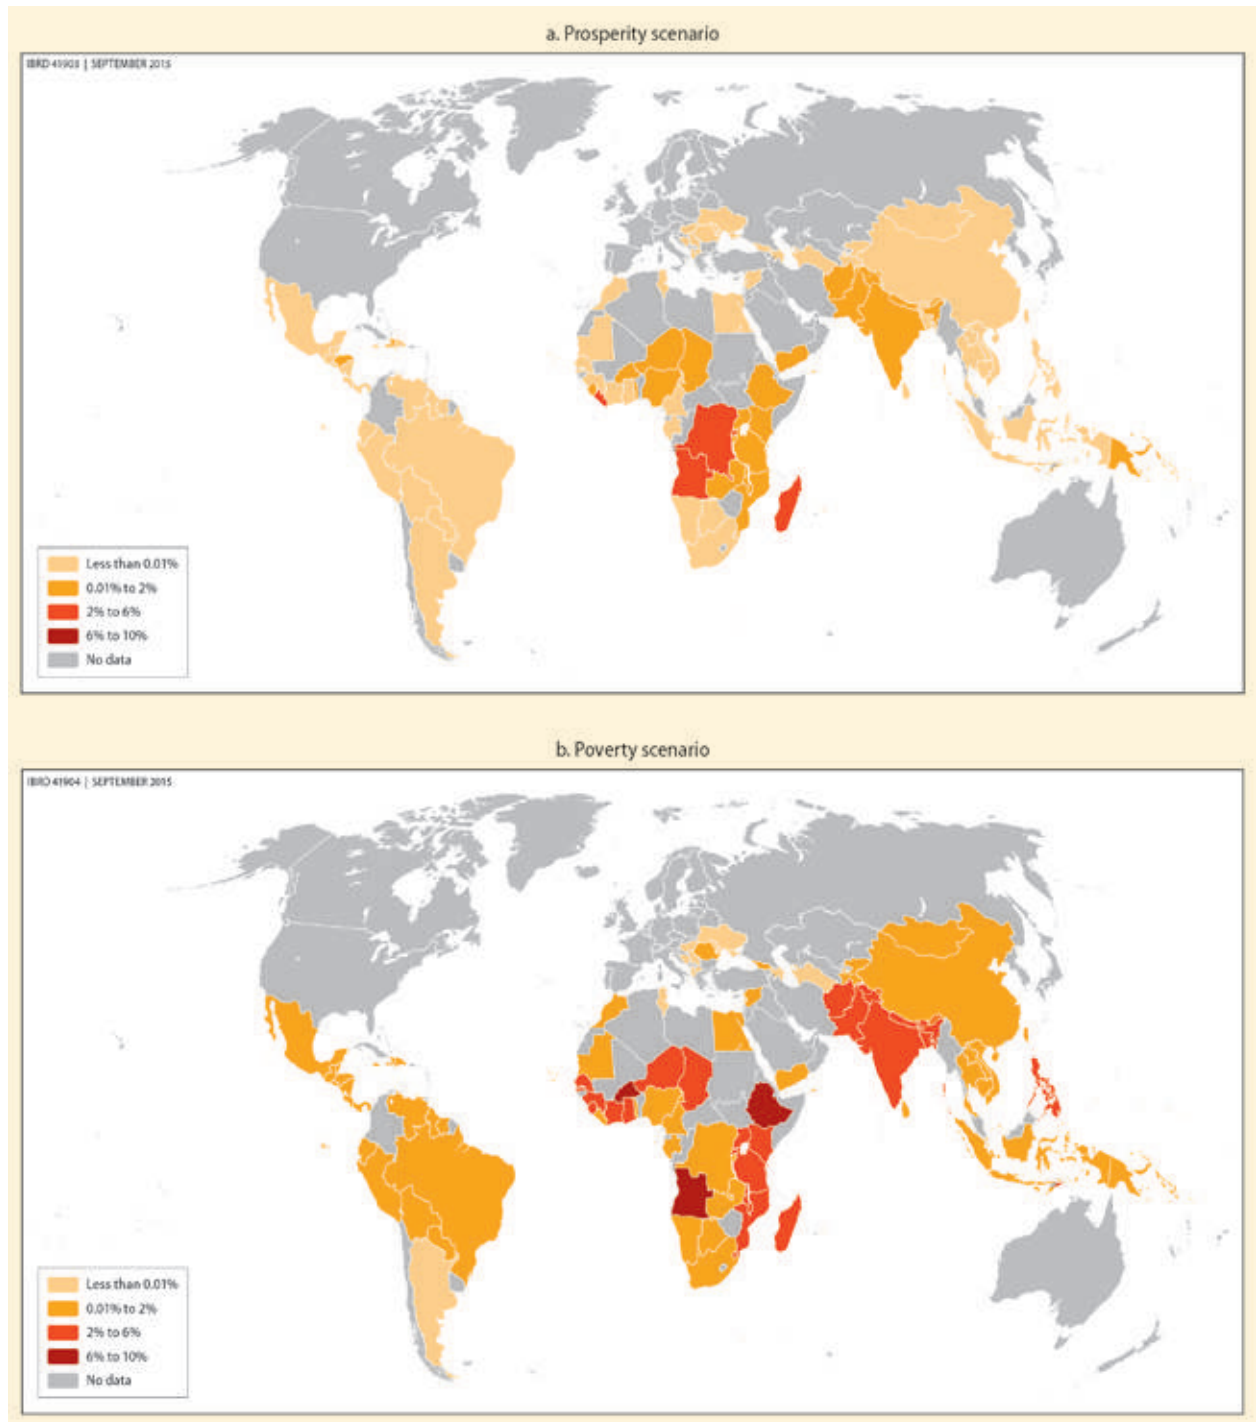 a. Prosperity scenario
IBRD 41903 | SEPTEMBER 2015
Less than 0.01%
0.01% to 2%
2% to 6%
6% to 10%
No data
b. Poverty scenario
IBRD 41904 | SEPTEMBER 2015
Less than 0.01%
0.01% to 2%
2% to 6%
6% to 10%
No data